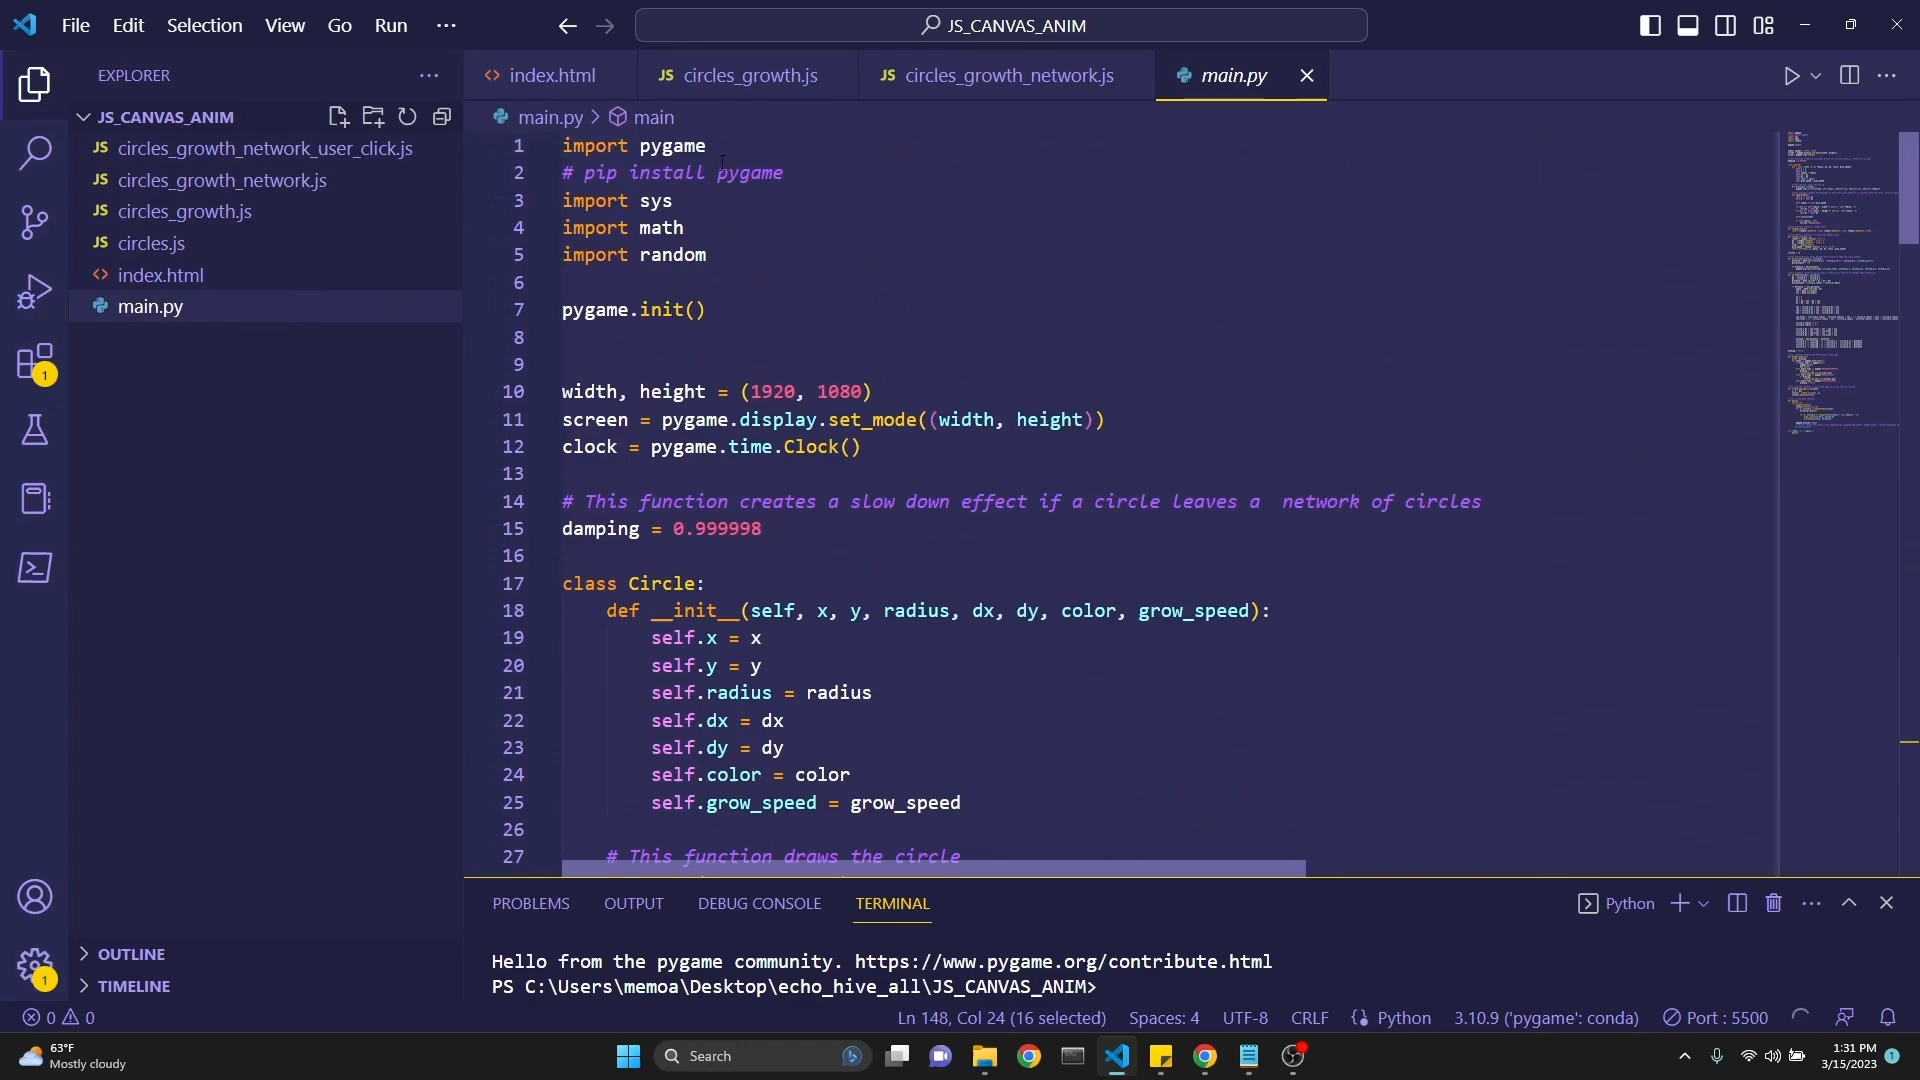 File Edit Selection View Go Run ···
JS_CANVAS_ANIM
EXPLORER
JS_CANVAS_ANIM
JS circles_growth_network_user_click.js
JS circles_growth_network.js
JS circles_growth.js
JS circles.js
<> index.html
main.py
OUTLINE
TIMELINE
1
1
<> index.html
JS circles_growth.js
JS circles_growth_network.js
main.py
main.py > main
1 import pygame
2 # pip install pygame
3 import sys
4 import math
5 import random
6
7 pygame.init()
8
9
10 width, height = (1920, 1080)
11 screen = pygame.display.set_mode((width, height))
12 clock = pygame.time.Clock()
13
14 # This function creates a slow down effect if a circle leaves a  network of circles
15 damping = 0.999998
16
17 class Circle:
18     def __init__(self, x, y, radius, dx, dy, color, grow_speed):
19         self.x = x
20         self.y = y
21         self.radius = radius
22         self.dx = dx
23         self.dy = dy
24         self.color = color
25         self.grow_speed = grow_speed
26
27     # This function draws the circle
PROBLEMS OUTPUT DEBUG CONSOLE TERMINAL
Python
Hello from the pygame community. https://www.pygame.org/contribute.html
PS C:\Users\memoa\Desktop\echo_hive_all\JS_CANVAS_ANIM>
0 0
Ln 148, Col 24 (16 selected) Spaces: 4 UTF-8 CRLF Python 3.10.9 ('pygame': conda) Port : 5500
63°F
Mostly cloudy
Search
1:31 PM
3/15/2023
1